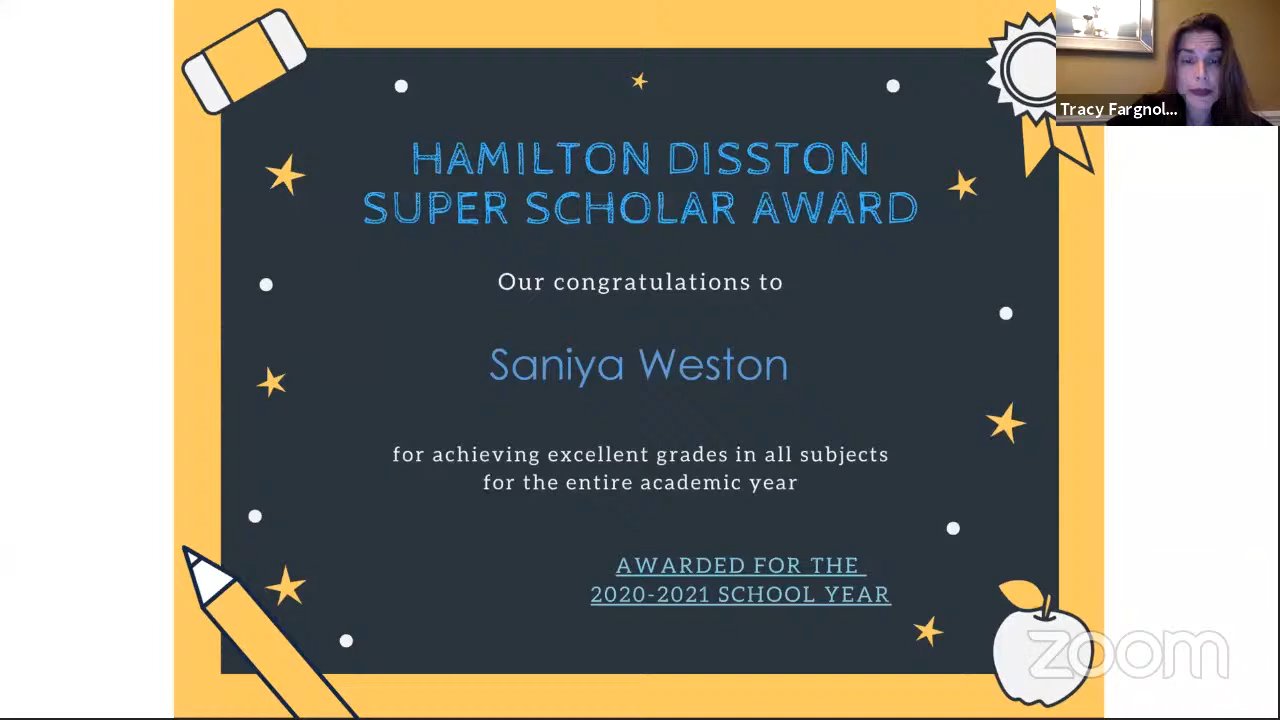 Tracy Fargnol...
HAMILTON DISSTON
SUPER SCHOLAR AWARD
Our congratulations to
Saniya Weston
for achieving excellent grades in all subjects
for the entire academic year
AWARDED FOR THE
2020-2021 SCHOOL YEAR
zoom